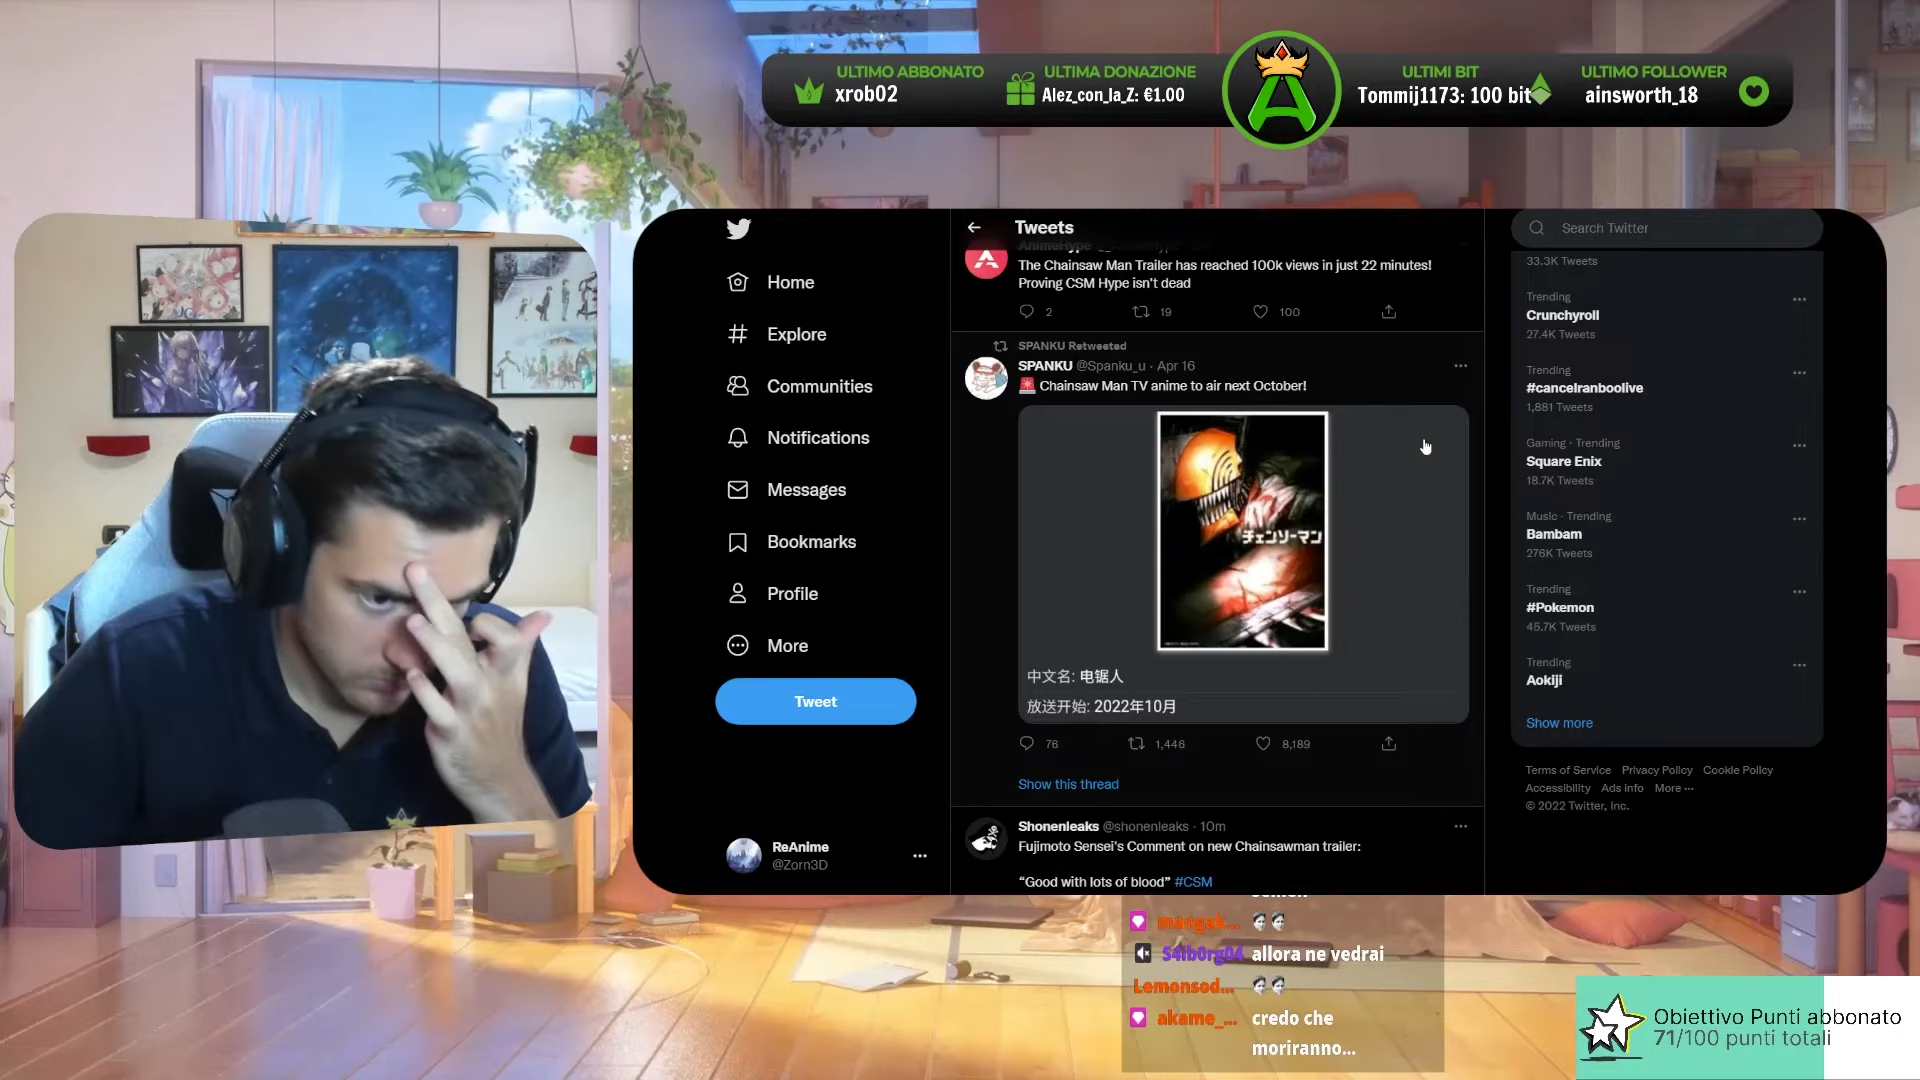 ULTIMO ABBONATO
xrob02
ULTIMA DONAZIONE
Alez_con_la_Z: €1.00
A
ULTIMI BIT
Tommij1173: 100 bit
ULTIMO FOLLOWER
ainsworth_18
Home
Explore
Communities
Notifications
Messages
Bookmarks
Profile
More
Tweet
ReAnime
@Zorn3D
Tweets
The Chainsaw Man Trailer has reached 100k views in just 22 minutes!
Proving CSM Hype isn't dead
2 19 100
SPANKU Retweeted
SPANKU @Spanku_u · Apr 16
Chainsaw Man TV anime to air next October!
チェンソーマン
中文名: 电锯人
放送开始: 2022年10月
76 1,446 8,189
Show this thread
Shonenleaks @shonenleaks · 10m
Fujimoto Sensei's Comment on new Chainsawman trailer:
“Good with lots of blood” #CSM
Search Twitter
33.3K Tweets
Trending
Crunchyroll
27.4K Tweets
Trending
#cancelranboolive
1,881 Tweets
Gaming · Trending
Square Enix
18.7K Tweets
Music · Trending
Bambam
276K Tweets
Trending
#Pokemon
45.7K Tweets
Trending
Aokiji
Show more
Terms of Service Privacy Policy Cookie Policy
Accessibility Ads info More ···
© 2022 Twitter, Inc.
mangak...
S4lb0rg04 allora ne vedrai
Lemonsod...
akame_... credo che
moriranno...
Obiettivo Punti abbonato
71/100 punti totali